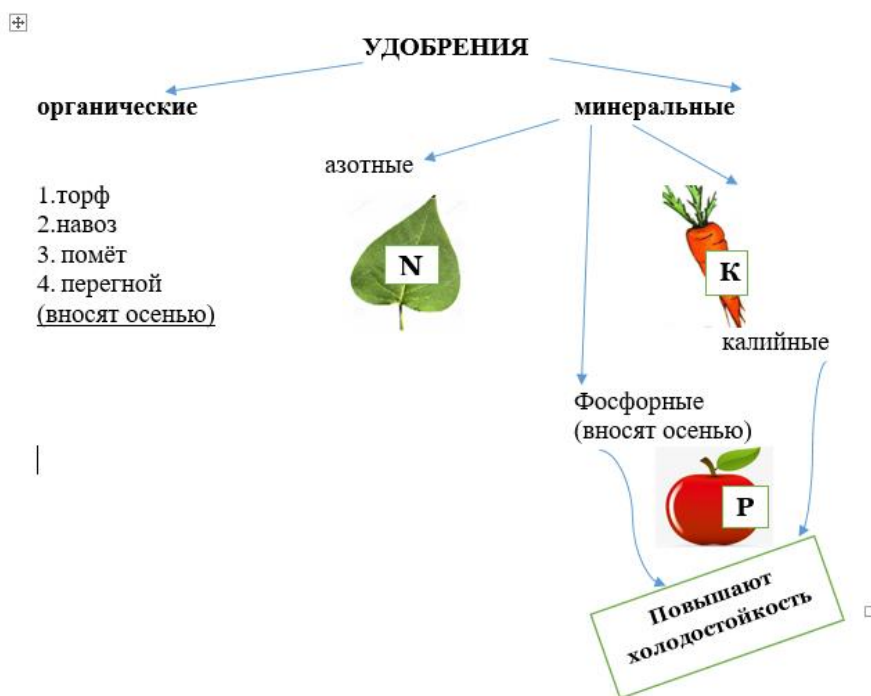 УДОБРЕНИЯ
органические
минеральные
азотные
1.торф
2.навоз
3. помёт
4. перегной
(вносят осенью)
N
К
калийные
Фосфорные
(вносят осенью)
Р
Повышают
холодостойкость